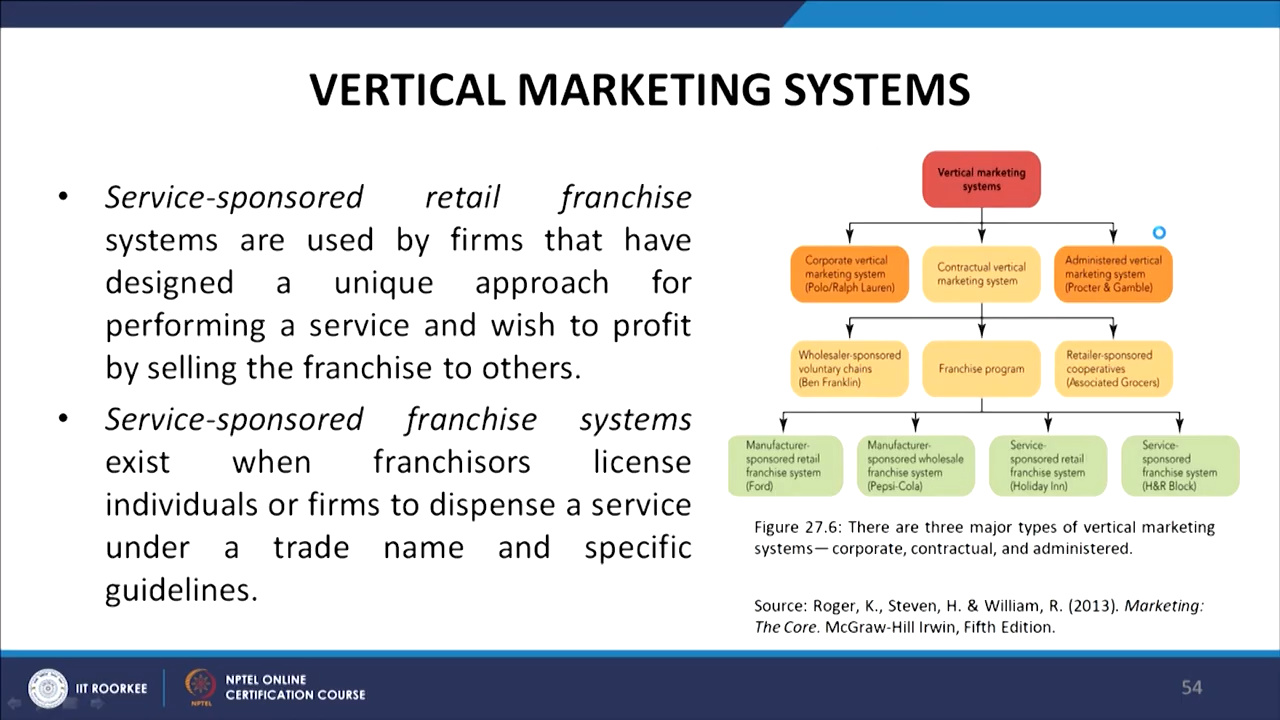 VERTICAL MARKETING SYSTEMS
• Service-sponsored retail franchise
systems are used by firms that have
designed a unique approach for
performing a service and wish to profit
by selling the franchise to others.
• Service-sponsored franchise systems
exist when franchisors license
individuals or firms to dispense a service
under a trade name and specific
guidelines.
Vertical marketing
systems
Corporate vertical
marketing system
(Polo/Ralph Lauren)
Contractual vertical
marketing system
Administered vertical
marketing system
(Procter & Gamble)
Wholesaler-sponsored
voluntary chains
(Ben Franklin)
Franchise program
Retailer-sponsored
cooperatives
(Associated Grocers)
Manufacturer-
sponsored retail
franchise system
(Ford)
Manufacturer-
sponsored wholesale
franchise system
(Pepsi-Cola)
Service-
sponsored retail
franchise system
(Holiday Inn)
Service-
sponsored
franchise system
(H&R Block)
Figure 27.6: There are three major types of vertical marketing
systems— corporate, contractual, and administered.
Source: Roger, K., Steven, H. & William, R. (2013). Marketing:
The Core. McGraw-Hill Irwin, Fifth Edition.
IIT ROORKEE
NPTEL
NPTEL ONLINE
CERTIFICATION COURSE
54